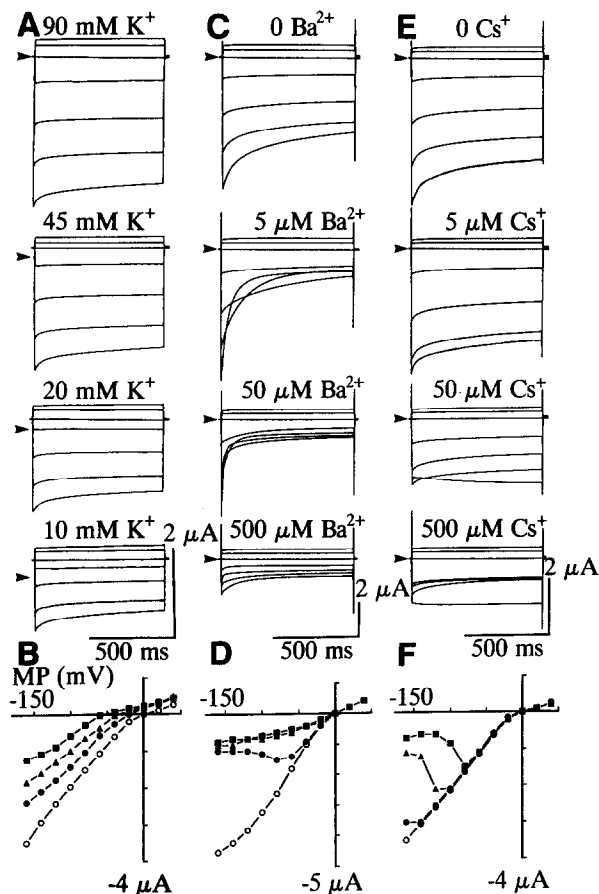 A
90 mM K⁺
C
0 Ba²⁺
E
0 Cs⁺
45 mM K⁺
5 μM Ba²⁺
5 μM Cs⁺
20 mM K⁺
50 μM Ba²⁺
50 μM Cs⁺
10 mM K⁺
2 μA
500 μM Ba²⁺
2 μA
500 μM Cs⁺
2 μA
500 ms
500 ms
500 ms
B
MP (mV)
-150
-4 μA
D
-150
-5 μA
F
-150
-4 μA